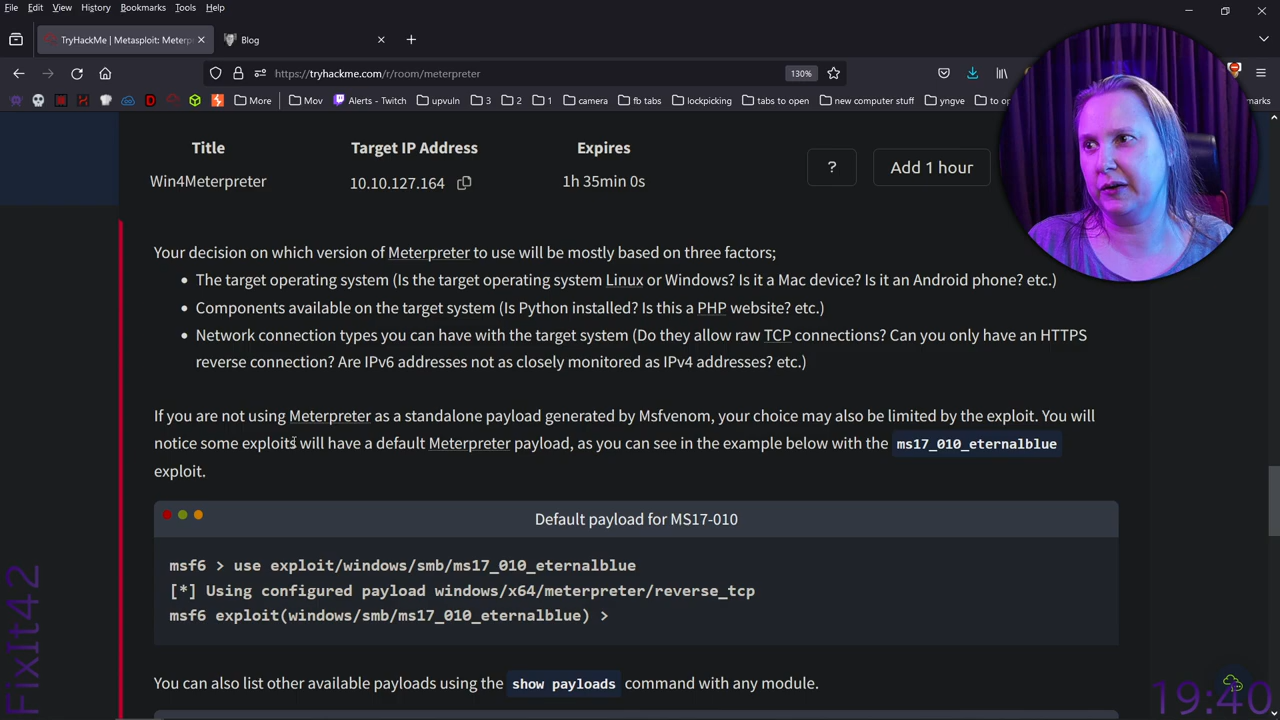 File Edit View History Bookmarks Tools Help
TryHackMe | Metasploit: Meterp
Blog
https://tryhackme.com/r/room/meterpreter
130%
More Mov Alerts - Twitch upvuln 3 2 1 camera fb tabs lockpicking tabs to open new computer stuff yngve to op
Title Target IP Address Expires
? Add 1 hour
Win4Meterpreter 10.10.127.164 1h 35min 0s
Your decision on which version of Meterpreter to use will be mostly based on three factors;
• The target operating system (Is the target operating system Linux or Windows? Is it a Mac device? Is it an Android phone? etc.)
• Components available on the target system (Is Python installed? Is this a PHP website? etc.)
• Network connection types you can have with the target system (Do they allow raw TCP connections? Can you only have an HTTPS
reverse connection? Are IPv6 addresses not as closely monitored as IPv4 addresses? etc.)
If you are not using Meterpreter as a standalone payload generated by Msfvenom, your choice may also be limited by the exploit. You will
notice some exploits will have a default Meterpreter payload, as you can see in the example below with the ms17_010_eternalblue
exploit.
Default payload for MS17-010
msf6 > use exploit/windows/smb/ms17_010_eternalblue
[*] Using configured payload windows/x64/meterpreter/reverse_tcp
msf6 exploit(windows/smb/ms17_010_eternalblue) >
You can also list other available payloads using the show payloads command with any module.
FixIt42
19:40